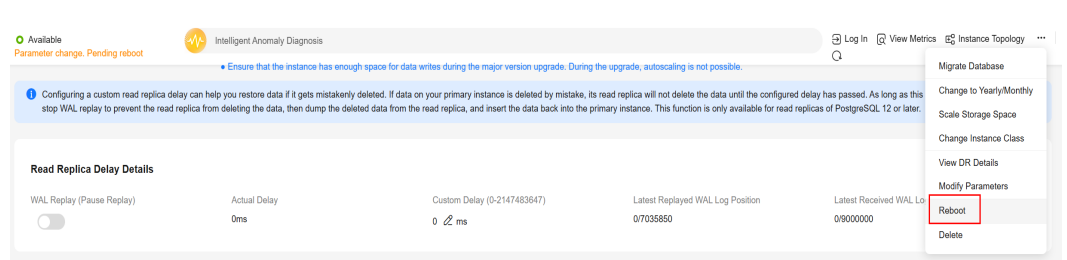 Available
Parameter change. Pending reboot
Intelligent Anomaly Diagnosis
Log In
View Metrics
Instance Topology
Migrate Database
Change to Yearly/Monthly
Scale Storage Space
Change Instance Class
View DR Details
Modify Parameters
Reboot
Delete
• Ensure that the instance has enough space for data writes during the major version upgrade. During the upgrade, autoscaling is not possible.
Configuring a custom read replica delay can help you restore data if it gets mistakenly deleted. If data on your primary instance is deleted by mistake, its read replica will not delete the data until the configured delay has passed. As long as this
stop WAL replay to prevent the read replica from deleting the data, then dump the deleted data from the read replica, and insert the data back into the primary instance. This function is only available for read replicas of PostgreSQL 12 or later.
Read Replica Delay Details
WAL Replay (Pause Replay)
Actual Delay
0ms
Custom Delay (0-2147483647)
0 ms
Latest Replayed WAL Log Position
0/7035850
Latest Received WAL Lo
0/9000000